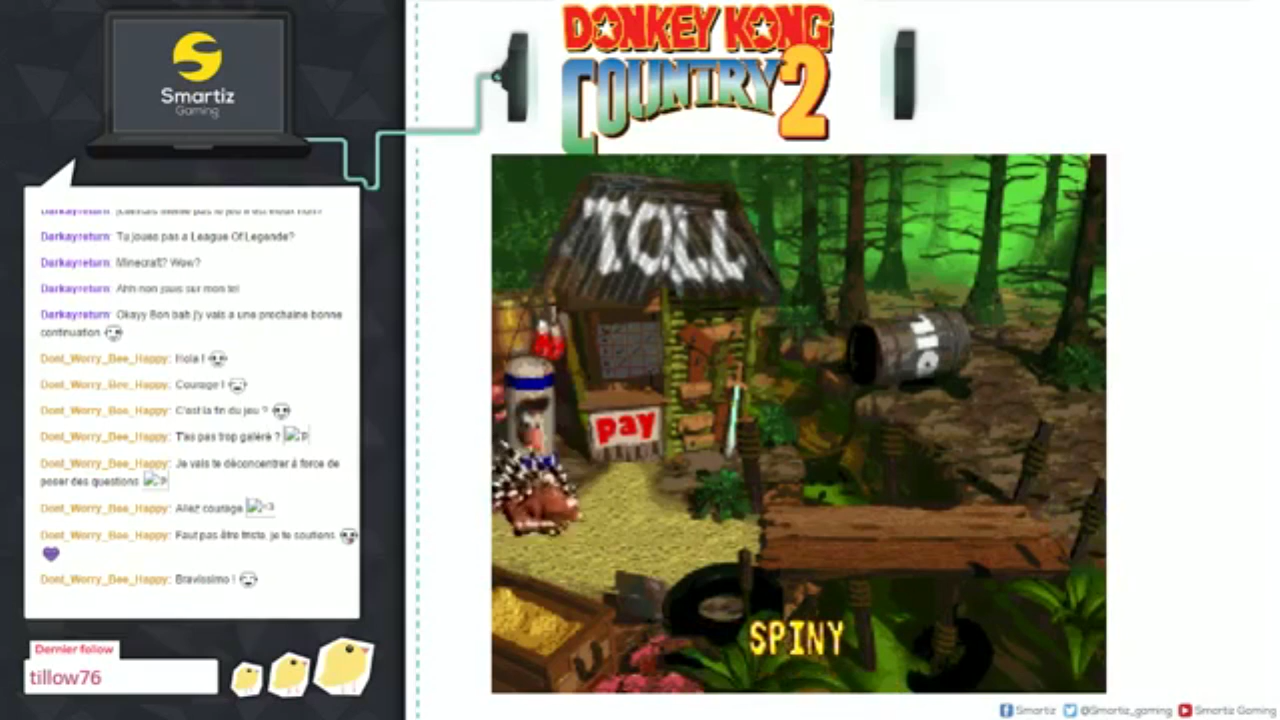 Smartiz
Gaming
DONKEY KONG
COUNTRY 2
Darkayreturn: Tu joues pas a League Of Legende?
Darkayreturn: Minecraft? Wow?
Darkayreturn: Ahh non jsuis sur mon tel
Darkayreturn: Okayy Bon bah j'y vais a une prochaine bonne
continuation
Dont_Worry_Bee_Happy: Hola !
Dont_Worry_Bee_Happy: Courage !
Dont_Worry_Bee_Happy: C'est la fin du jeu ?
Dont_Worry_Bee_Happy: T'as pas trop galéré ?
Dont_Worry_Bee_Happy: Je vais te déconcentrer à force de
poser des questions
Dont_Worry_Bee_Happy: Allez courage
Dont_Worry_Bee_Happy: Faut pas être triste, je te soutiens
Dont_Worry_Bee_Happy: Bravissimo !
Dernier follow
tillow76
TOLL
OIL
Pay
SPINY
Smartiz @Smartiz_gaming Smartiz Gaming